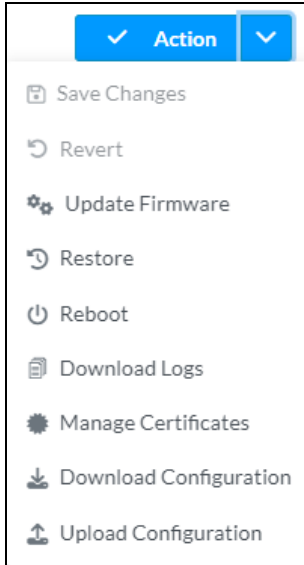 Action
Save Changes
Revert
Update Firmware
Restore
Reboot
Download Logs
Manage Certificates
Download Configuration
Upload Configuration